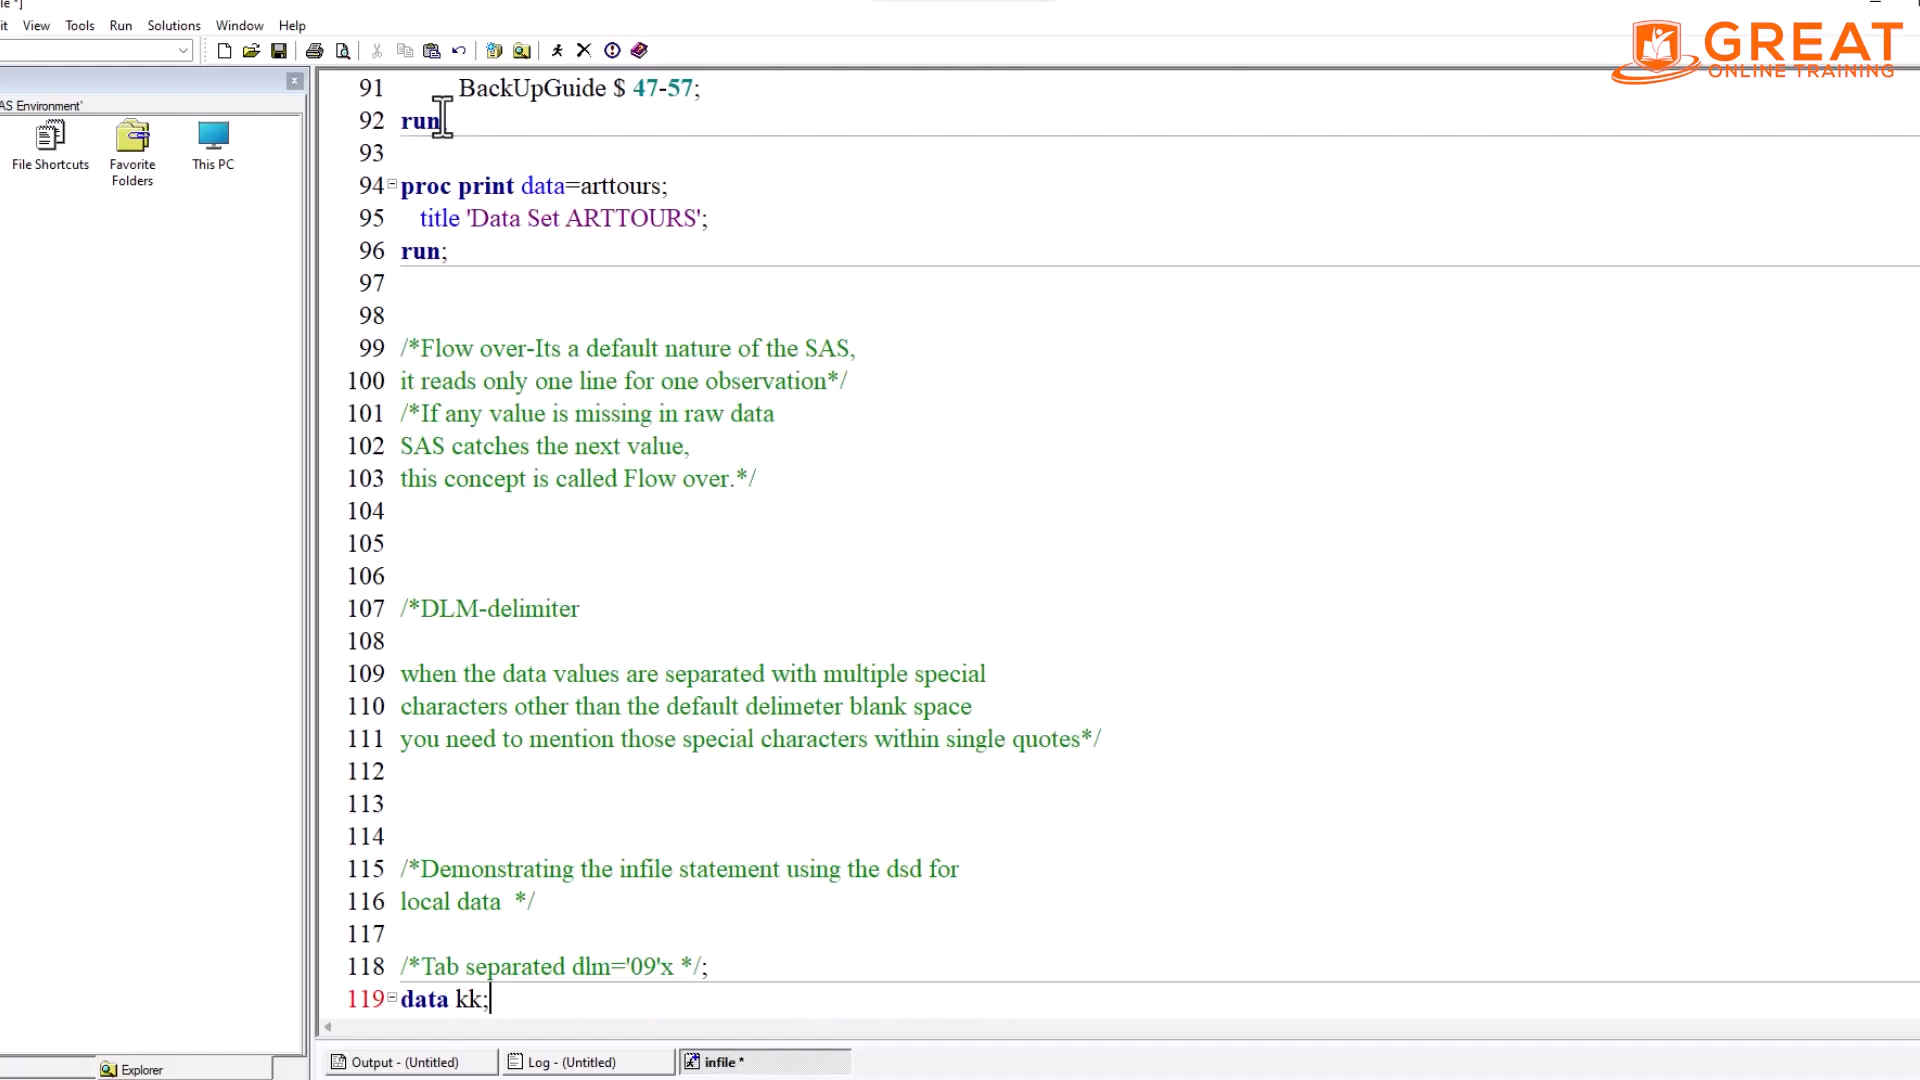 le *]
it View Tools Run Solutions Window Help
GREAT
ONLINE TRAINING
AS Environment'
File Shortcuts
Favorite
Folders
This PC
Explorer
91 BackUpGuide $ 47-57;
92 run
93
94 proc print data=arttours;
95 title 'Data Set ARTTOURS';
96 run;
97
98
99 /*Flow over-Its a default nature of the SAS,
100 it reads only one line for one observation*/
101 /*If any value is missing in raw data
102 SAS catches the next value,
103 this concept is called Flow over.*/
104
105
106
107 /*DLM-delimiter
108
109 when the data values are separated with multiple special
110 characters other than the default delimeter blank space
111 you need to mention those special characters within single quotes*/
112
113
114
115 /*Demonstrating the infile statement using the dsd for
116 local data */
117
118 /*Tab separated dlm='09'x */;
119 data kk;
Output - (Untitled) Log - (Untitled) infile *